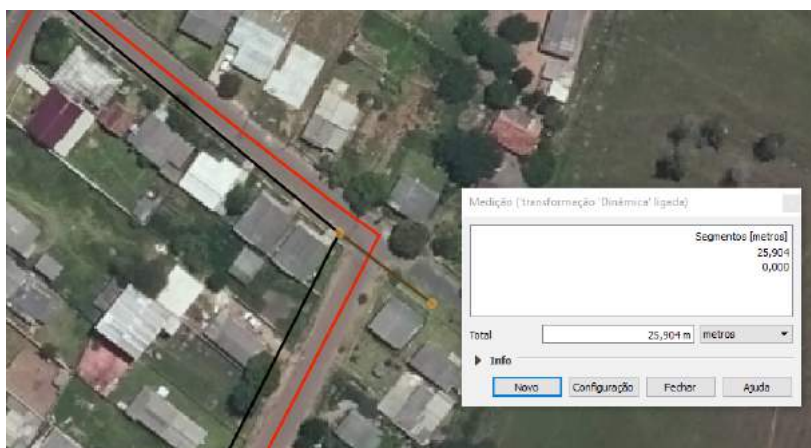 Medição ('transformação 'Dinâmica' ligada)
Segmentos [metros]
25,904
0,000
Total 25,904 m metros
Info
Novo Configuração Fechar Ajuda